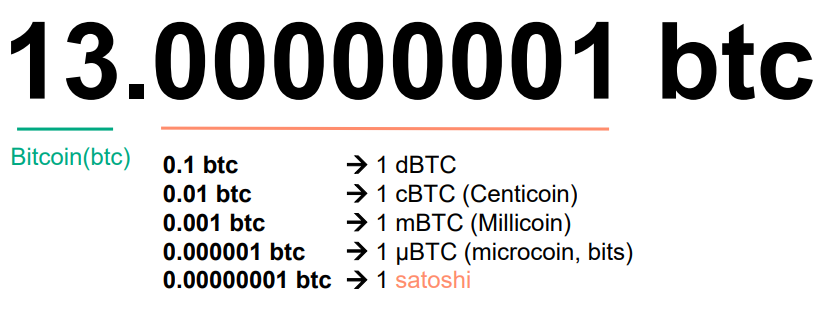 13.00000001 btc
Bitcoin(btc)
0.1 btc → 1 dBTC
0.01 btc → 1 cBTC (Centicoin)
0.001 btc → 1 mBTC (Millicoin)
0.000001 btc → 1 µBTC (microcoin, bits)
0.00000001 btc → 1 satoshi